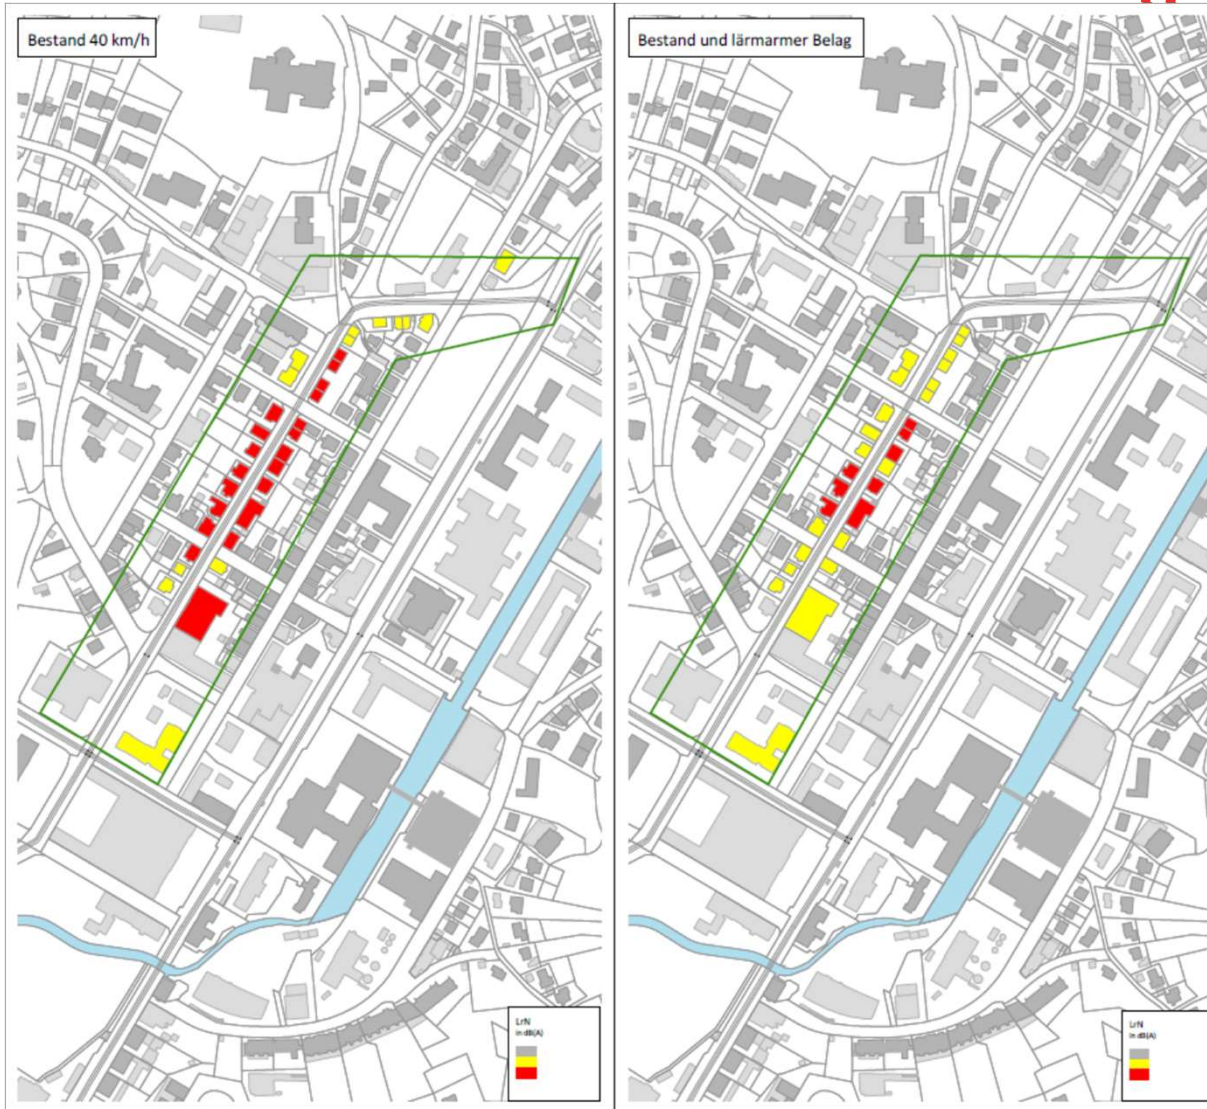 Bestand 40 km/h
Bestand und lärmarmer Belag
LrN
in dB(A)
LrN
in dB(A)